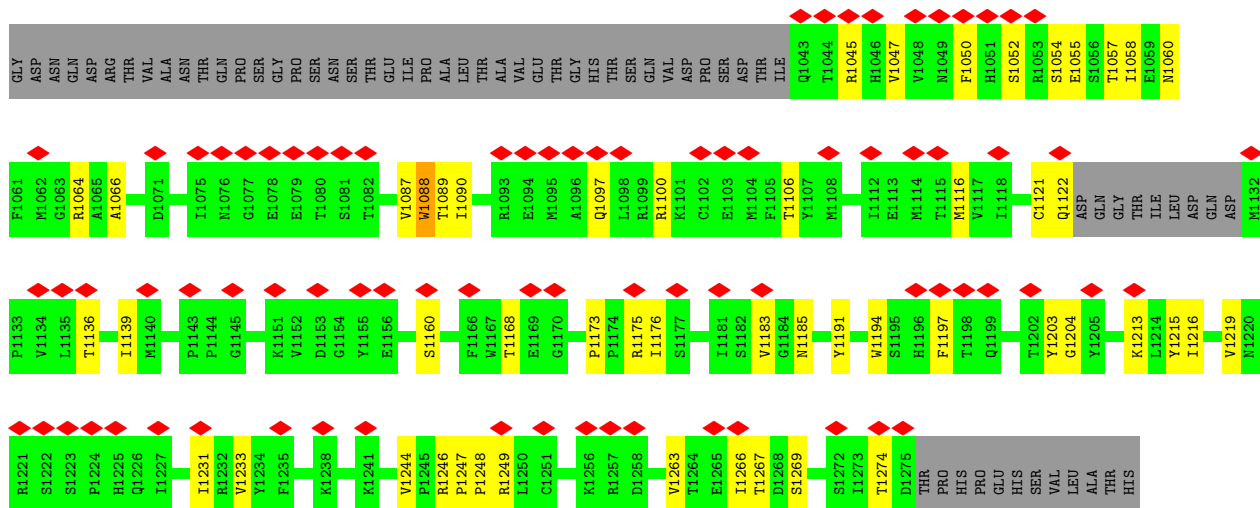 GLY ASP ASN GLN ASP ARG THR VAL ALA ASN THR GLN PRO SER GLY PRO SER ASN SER THR GLU ILE PRO ALA LEU THR ALA VAL GLU THR GLY HIS THR SER GLN VAL ASP PRO SER ASP THR ILE Q1043 T1044 R1045 H1046 V1047 V1048 N1049 F1050 H1051 S1052 R1053 S1054 E1055 S1056 T1057 I1058 E1059 N1060
F1061 M1062 G1063 R1064 A1065 A1066 D1071 I1075 N1076 G1077 E1078 E1079 T1080 S1081 T1082 V1087 W1088 T1089 I1090 R1093 E1094 M1095 A1096 Q1097 L1098 R1099 R1100 K1101 C1102 E1103 M1104 F1105 T1106 Y1107 M1108 I1112 E1113 M1114 T1115 M1116 V1117 I1118 C1121 Q1122 ASP GLN GLY THR ILE LEU ASP GLN ASP M1132
P1133 V1134 L1135 T1136 I1139 M1140 P1143 P1144 G1145 K1151 V1152 D1153 G1154 Y1155 E1156 S1160 F1166 W1167 T1168 E1169 G1170 P1173 P1174 R1175 I1176 S1177 I1181 S1182 V1183 G1184 N1185 Y1191 W1194 S1195 H1196 F1197 T1198 Q1199 T1202 Y1203 G1204 Y1205 K1213 L1214 Y1215 I1216 V1219 N1220
R1221 S1222 S1223 P1224 H1225 Q1226 I1227 I1231 R1232 V1233 Y1234 F1235 K1238 K1241 V1244 P1245 R1246 P1247 P1248 R1249 L1250 C1251 K1256 R1257 D1258 V1263 T1264 E1265 I1266 T1267 D1268 S1269 S1272 I1273 T1274 D1275 THR PRO HIS PRO GLU HIS SER VAL LEU ALA THR HIS